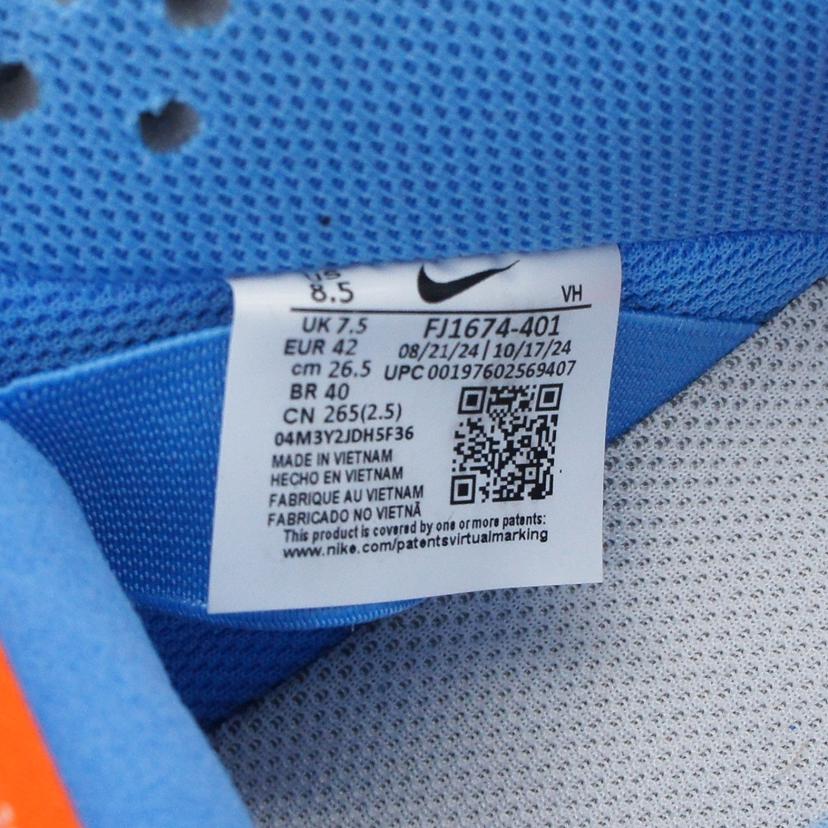 US
8.5
VH
UK 7.5
FJ1674-401
EUR 42
08/21/24 | 10/17/24
cm 26.5
UPC 00197602569407
BR 40
CN 265(2.5)
04M3Y2JDH5F36
MADE IN VIETNAM
HECHO EN VIETNAM
FABRIQUE AU VIETNAM
FABRICADO NO VIETNÃ
This product is covered by one or more patents:
www.nike.com/patentsvirtualmarking